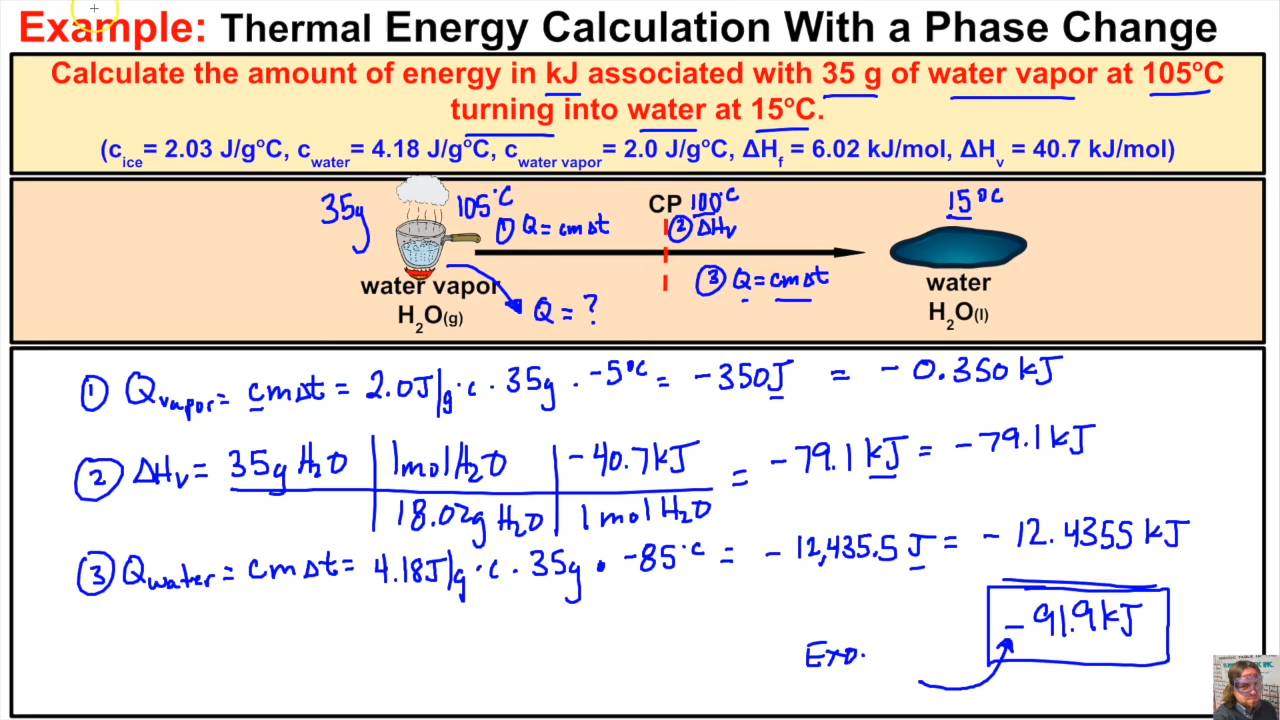 Example: Thermal Energy Calculation With a Phase Change
Calculate the amount of energy in kJ associated with 35 g of water vapor at 105°C
turning into water at 15°C.
(cice= 2.03 J/g°C, cwater= 4.18 J/g°C, cwater vapor= 2.0 J/g°C, ΔHf = 6.02 kJ/mol, ΔHv = 40.7 kJ/mol)
35g 105°C CP 100°C 15°C
① Q = cmΔt ② ΔHv
③ Q = cmΔt
water vapor
H2O(g)
Q = ?
water
H2O(l)
① Qvapor = cmΔt = 2.0J/g·c · 35g · -5°C = -350J = -0.350 kJ
② ΔHv = 35g H2O | 1mol H2O | -40.7kJ = -79.1 kJ = -79.1 kJ
18.02g H2O | 1mol H2O
③ Qwater = cmΔt = 4.18J/g·c · 35g · -85°C = -12,435.5 J = -12.4355 kJ
-91.9 kJ
Exo.